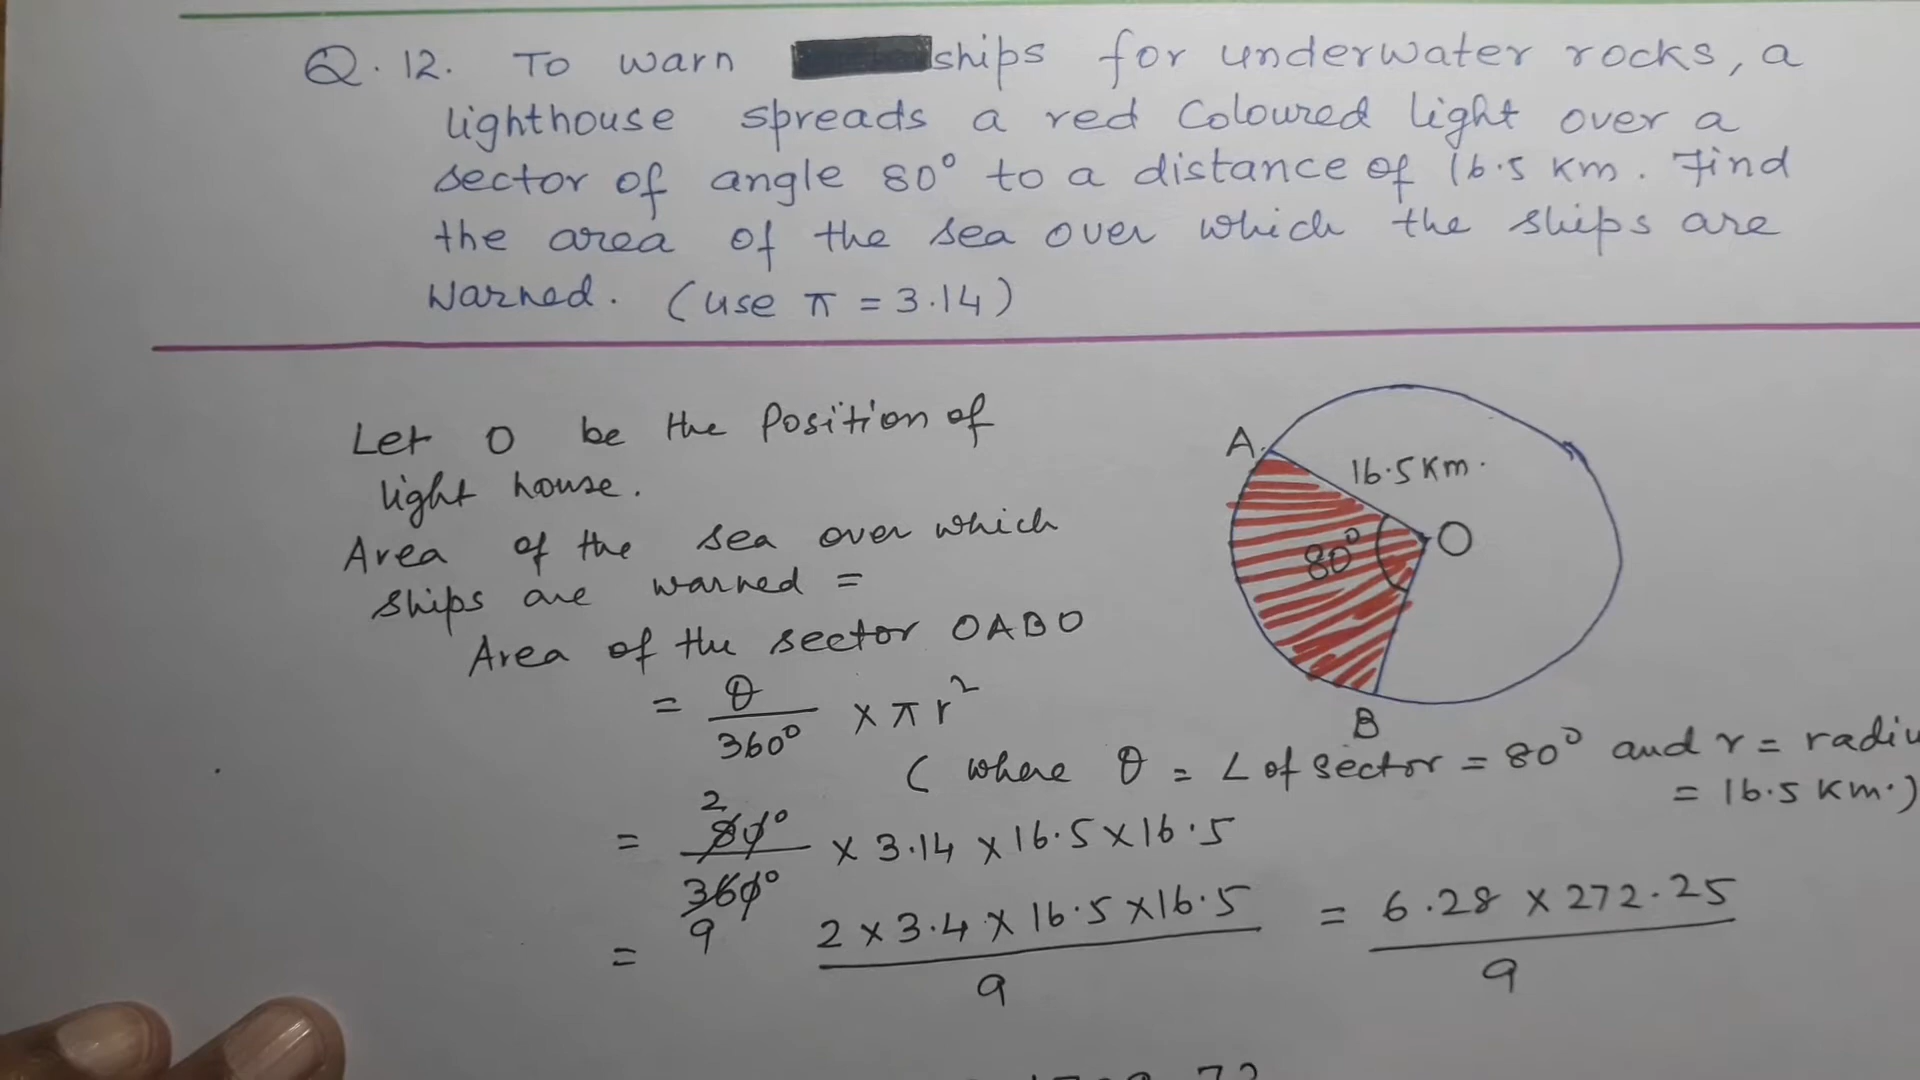 Q. 12. To warn ships for underwater rocks, a
lighthouse spreads a red coloured light over a
sector of angle 80° to a distance of 16.5 km. Find
the area of the sea over which the ships are
warned. (use π = 3.14)
Let O be the Position of
light house.
Area of the sea over which
ships are warned =
Area of the sector OABO
= θ/360° × πr²
(where θ = ∠ of sector = 80° and r = radiu
= 16.5 km.)
= 2 80°/360° 9 × 3.14 × 16.5 × 16.5
= 2 × 3.4 × 16.5 × 16.5/9 = 6.28 × 272.25/9
A.
16.5 Km.
80°
O
B